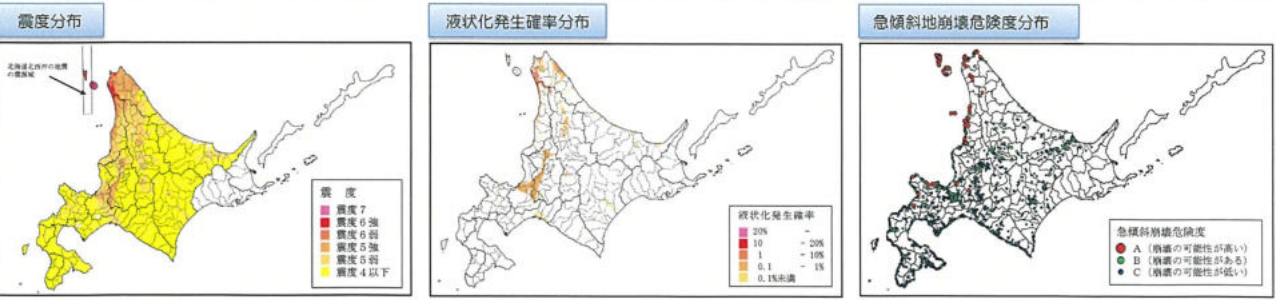 震度分布
北海道北西沖の地震
の震源域
震 度
震度7
震度6強
震度6弱
震度5強
震度5弱
震度4以下
液状化発生確率分布
液状化発生確率
20% -
10 - 20%
1 - 10%
0.1 - 1%
0.1%未満
急傾斜地崩壊危険度分布
急傾斜崩壊危険度
A (崩壊の可能性が高い)
B (崩壊の可能性がある)
C (崩壊の可能性が低い)